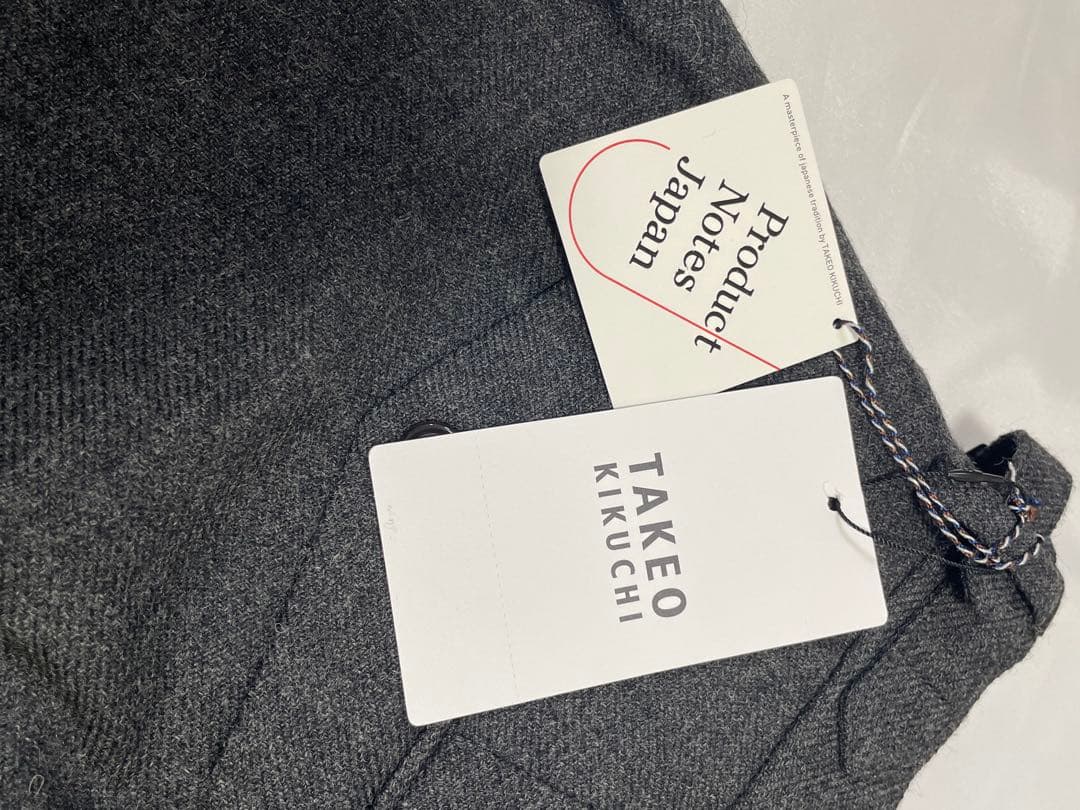 A masterpiece of japanese tradition by TAKEO KIKUCHI
Product
Notes
Japan
TAKEO
KIKUCHI